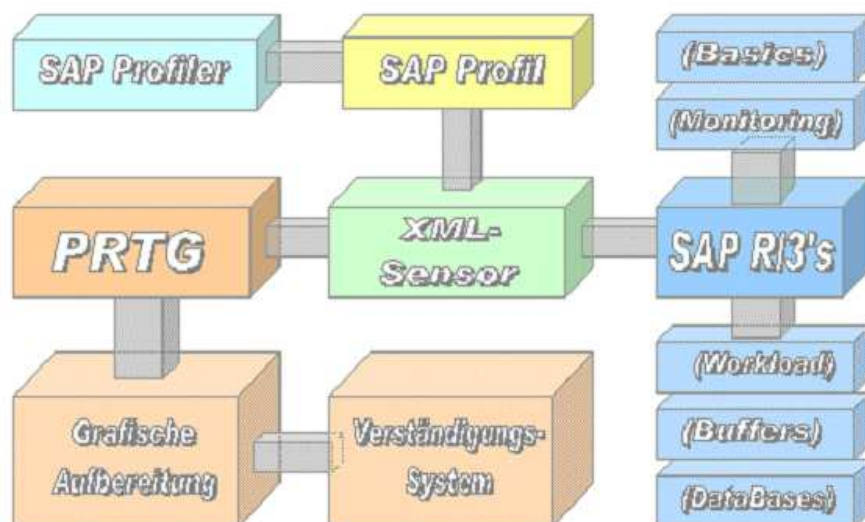 SAP Profiler
SAP Profil
(Basics)
(Monitoring)
PRTG
XML-
Sensor
SAP R/3's
Grafische
Aufbereitung
Verständigungs-
System
(Workload)
(Buffers)
(DataBases)